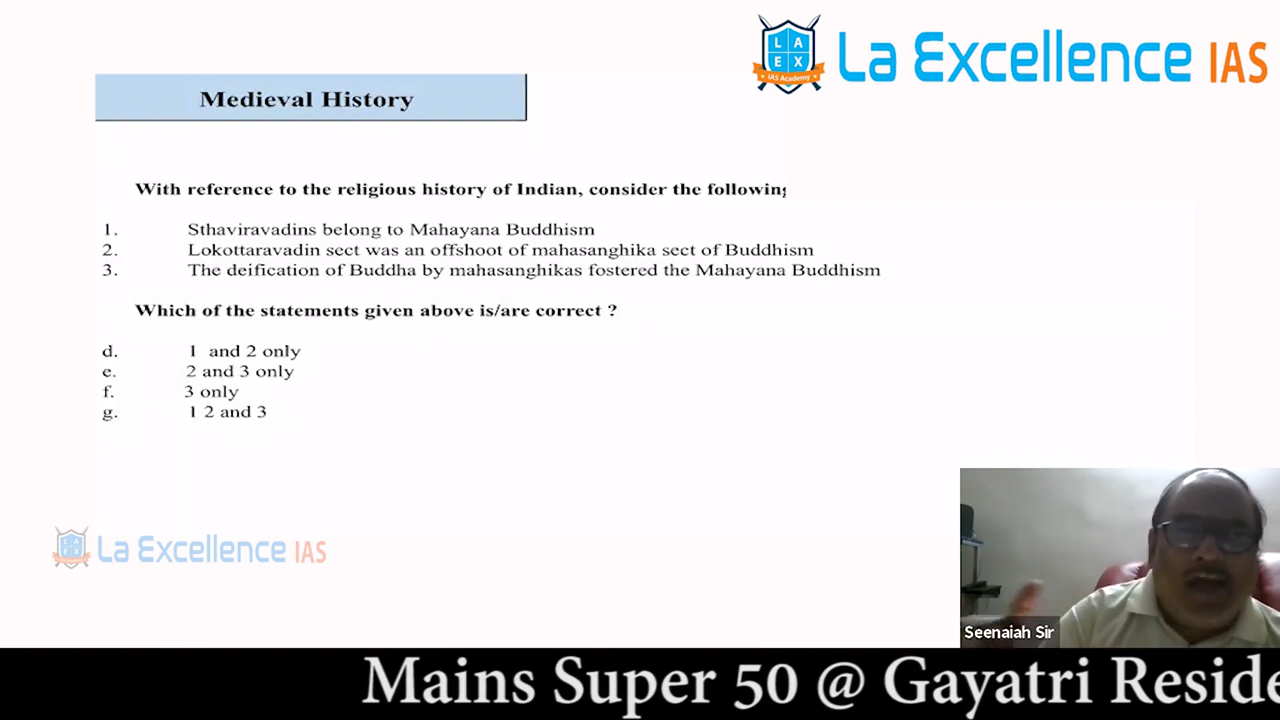 L A
E X
IAS Academy
La Excellence IAS
Medieval History
With reference to the religious history of Indian, consider the following
1. Sthaviravadins belong to Mahayana Buddhism
2. Lokottaravadin sect was an offshoot of mahasanghika sect of Buddhism
3. The deification of Buddha by mahasanghikas fostered the Mahayana Buddhism
Which of the statements given above is/are correct ?
d. 1 and 2 only
e. 2 and 3 only
f. 3 only
g. 1 2 and 3
L A
E X
La Excellence IAS
Seenaiah Sir
Mains Super 50 @ Gayatri Reside